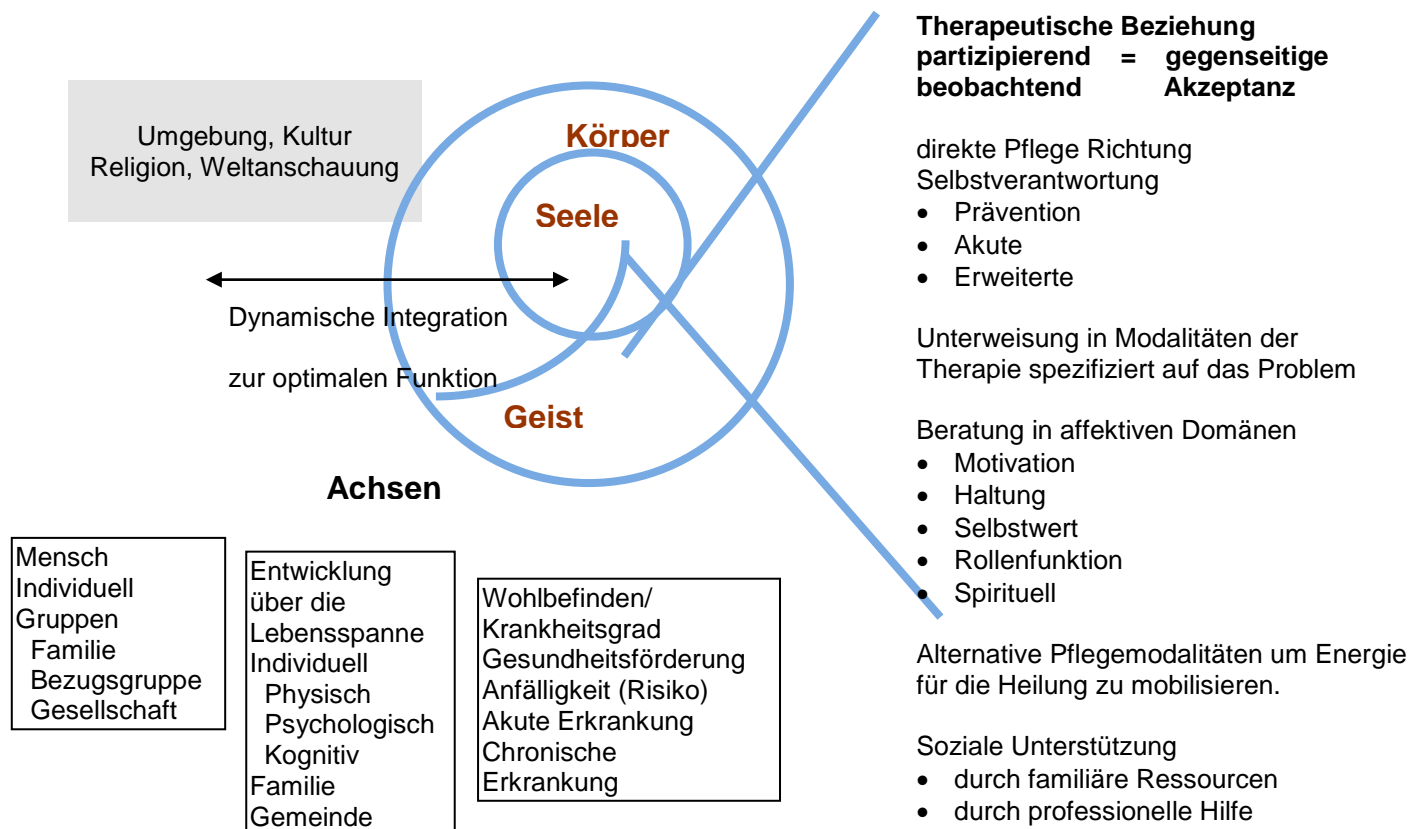 Umgebung, Kultur
Religion, Weltanschauung
Körper
Seele
Geist
Dynamische Integration
zur optimalen Funktion
Achsen
Mensch
Individuell
Gruppen
Familie
Bezugsgruppe
Gesellschaft
Entwicklung
über die
Lebensspanne
Individuell
Physisch
Psychologisch
Kognitiv
Familie
Gemeinde
Wohlbefinden/
Krankheitsgrad
Gesundheitsförderung
Anfälligkeit (Risiko)
Akute Erkrankung
Chronische
Erkrankung
Therapeutische Beziehung
partizipierend = gegenseitige
beobachtend Akzeptanz
direkte Pflege Richtung
Selbstverantwortung
• Prävention
• Akute
• Erweiterte
Unterweisung in Modalitäten der
Therapie spezifiziert auf das Problem
Beratung in affektiven Domänen
• Motivation
• Haltung
• Selbstwert
• Rollenfunktion
• Spirituell
Alternative Pflegemodalitäten um Energie
für die Heilung zu mobilisieren.
Soziale Unterstützung
• durch familiäre Ressourcen
• durch professionelle Hilfe